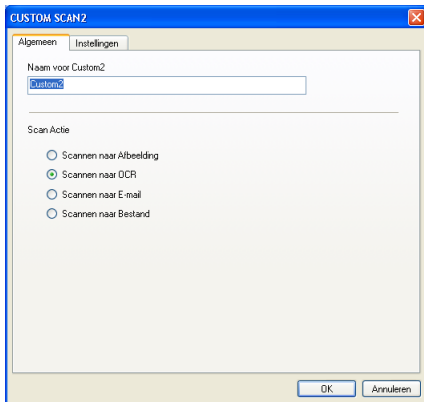 CUSTOM SCAN2
Algemeen Instellingen
Naam voor Custom2
Custom2
Scan Actie
Scannen naar Afbeelding
Scannen naar OCR
Scannen naar E-mail
Scannen naar Bestand
OK Annuleren